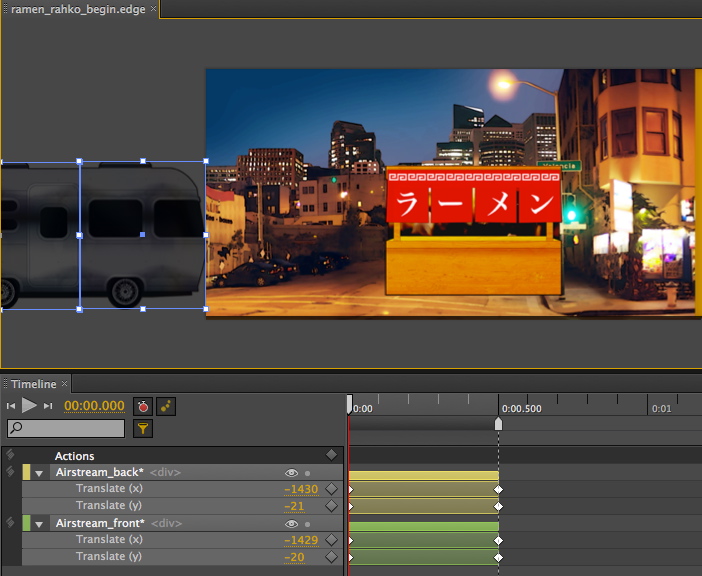 ramen_rahko_begin.edge
Valencia
ラーメン
Timeline
00:00.000
0:00
0:00.500
0:01
Actions
Airstream_back* <div>
Translate (x) -1430
Translate (y) -21
Airstream_front* <div>
Translate (x) -1429
Translate (y) -20